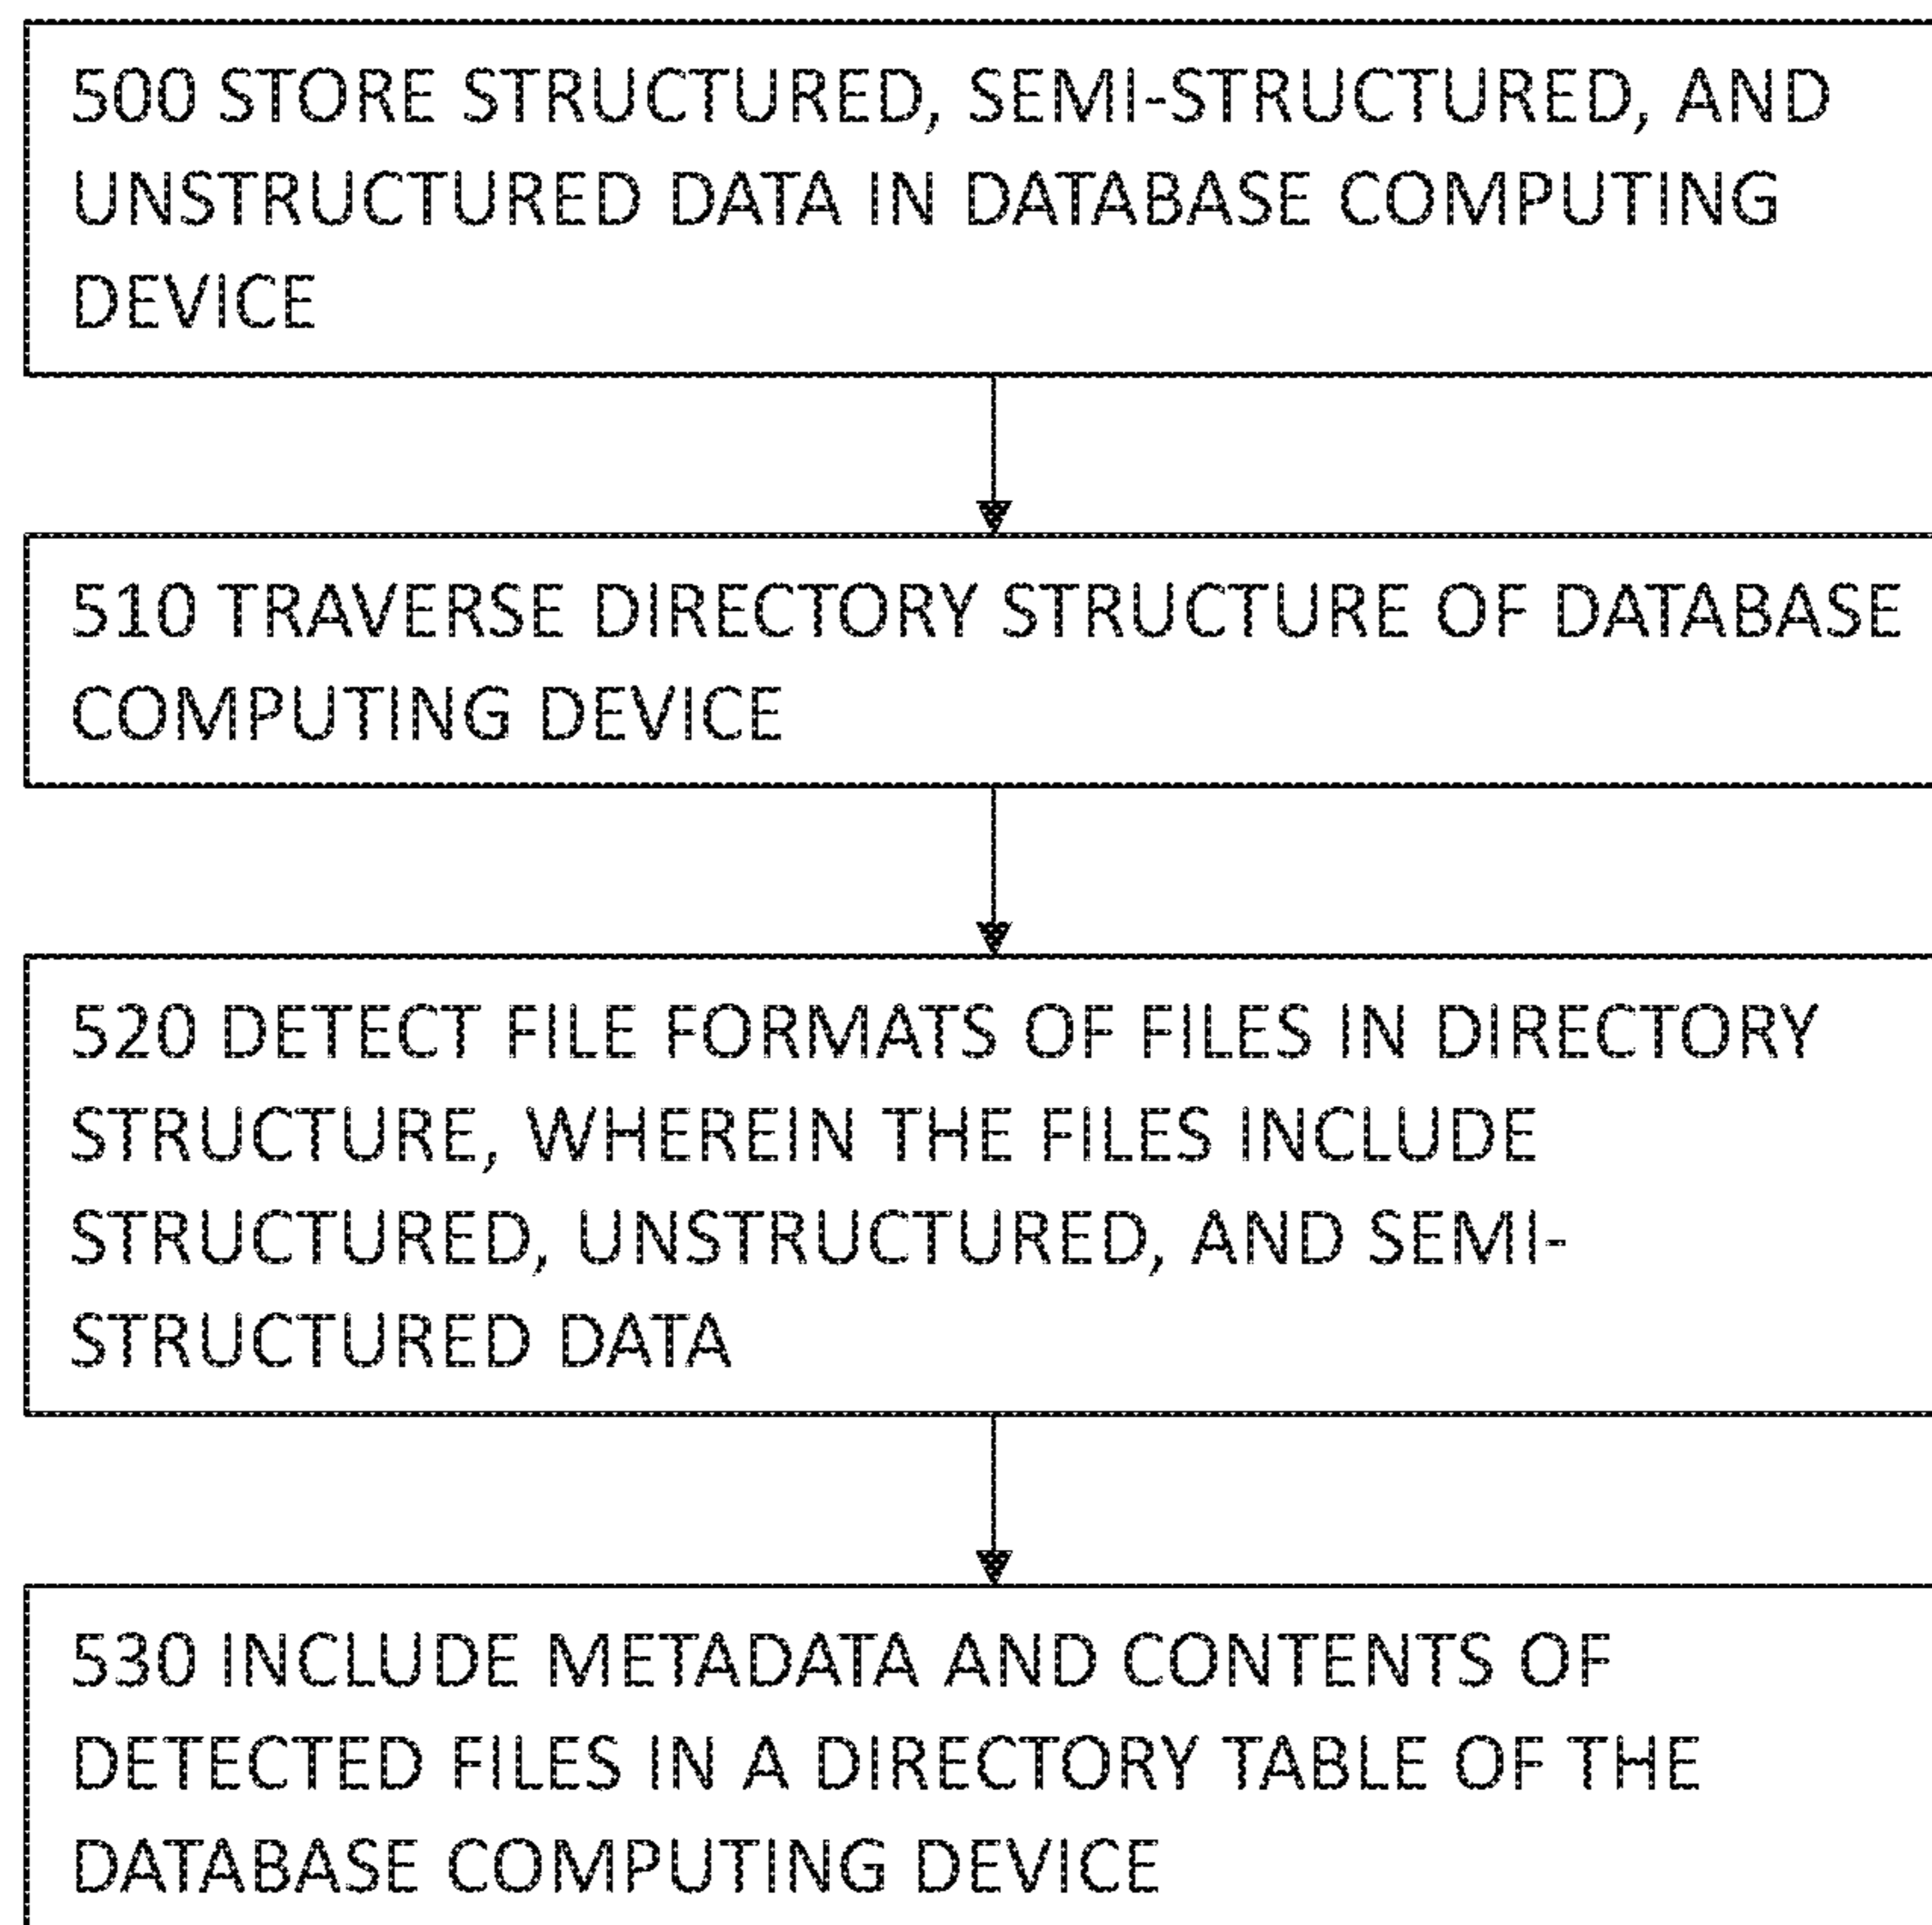 500 STORE STRUCTURED, SEMI-STRUCTURED, AND
UNSTRUCTURED DATA IN DATABASE COMPUTING
DEVICE
510 TRAVERSE DIRECTORY STRUCTURE OF DATABASE
COMPUTING DEVICE
520 DETECT FILE FORMATS OF FILES IN DIRECTORY
STRUCTURE, WHEREIN THE FILES INCLUDE
STRUCTURED, UNSTRUCTURED, AND SEMI-
STRUCTURED DATA
530 INCLUDE METADATA AND CONTENTS OF
DETECTED FILES IN A DIRECTORY TABLE OF THE
DATABASE COMPUTING DEVICE